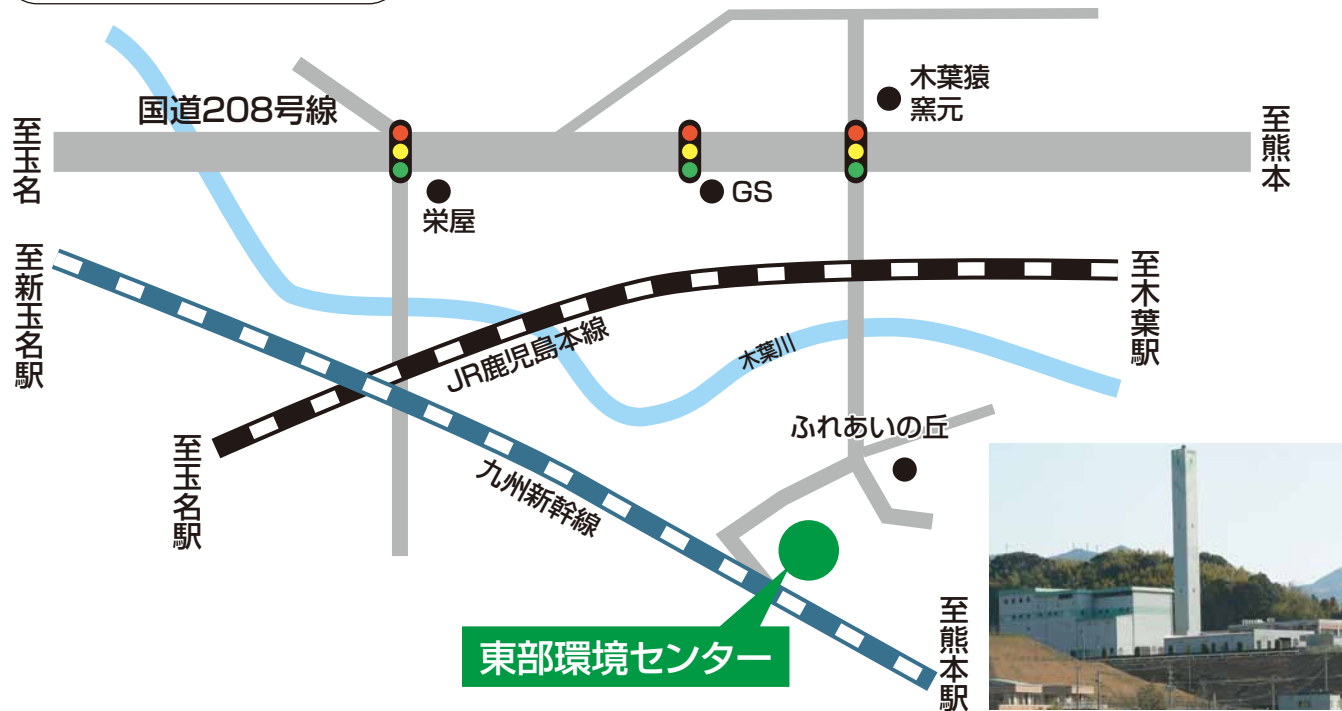 国道208号線
木葉猿
窯元
至玉名
至熊本
栄屋
GS
至新玉名駅
至木葉駅
JR鹿児島本線
木葉川
ふれあいの丘
至玉名駅
九州新幹線
東部環境センター
至熊本駅